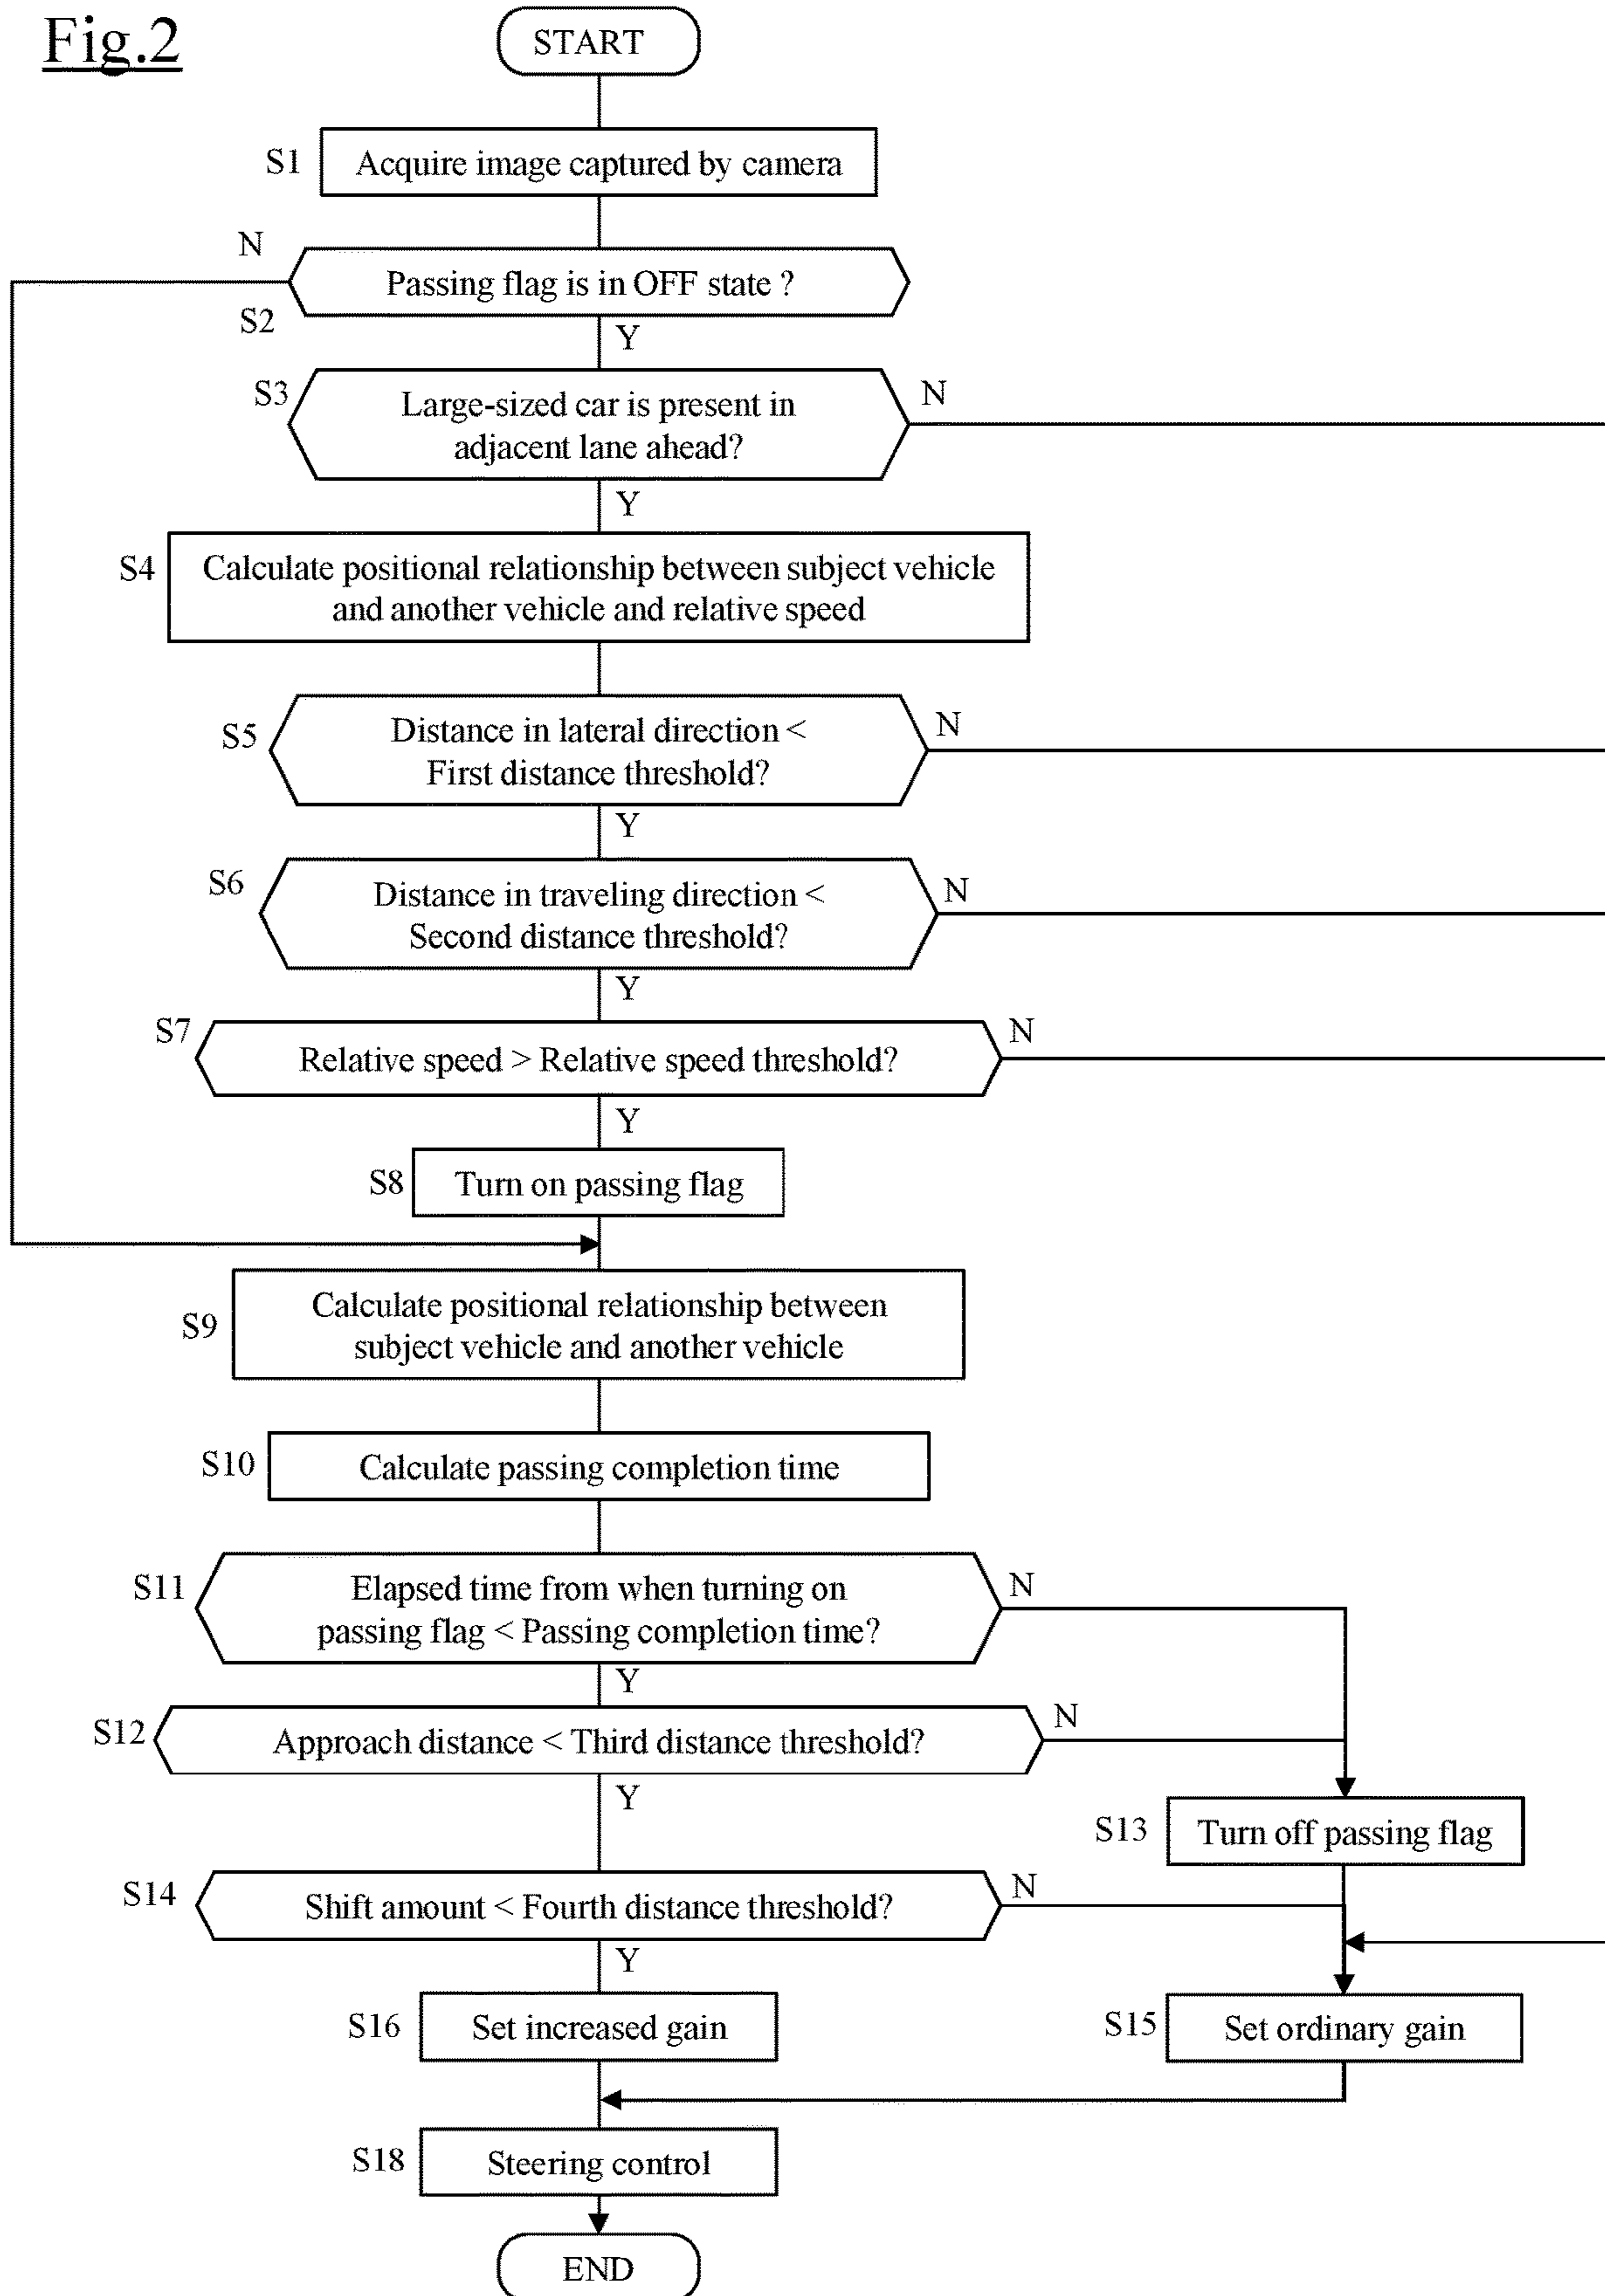 Fig.2
START
S1
Acquire image captured by camera
N
Passing flag is in OFF state ?
S2
Y
S3
Large-sized car is present in
adjacent lane ahead?
N
Y
S4
Calculate positional relationship between subject vehicle
and another vehicle and relative speed
S5
Distance in lateral direction <
First distance threshold?
N
Y
S6
Distance in traveling direction <
Second distance threshold?
N
Y
S7
Relative speed > Relative speed threshold?
N
Y
S8
Turn on passing flag
S9
Calculate positional relationship between
subject vehicle and another vehicle
S10
Calculate passing completion time
S11
Elapsed time from when turning on
passing flag < Passing completion time?
N
Y
S12
Approach distance < Third distance threshold?
N
Y
S13
Turn off passing flag
S14
Shift amount < Fourth distance threshold?
N
Y
S16
Set increased gain
S15
Set ordinary gain
S18
Steering control
END